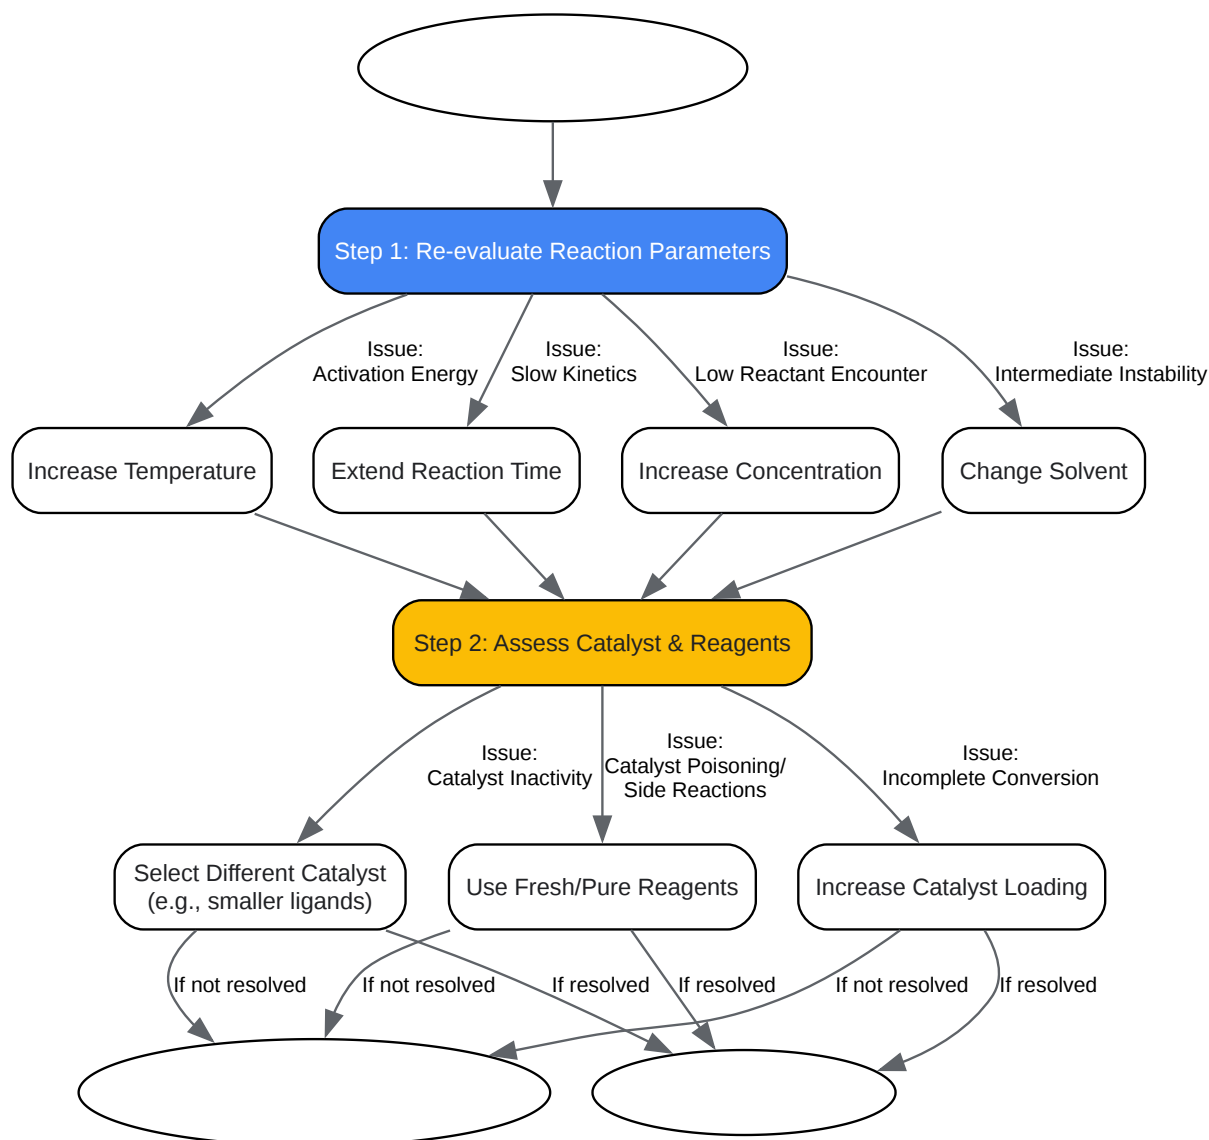 Step 1: Re-evaluate Reaction Parameters
Issue:
Activation Energy
Issue:
Slow Kinetics
Issue:
Low Reactant Encounter
Issue:
Intermediate Instability
Increase Temperature
Extend Reaction Time
Increase Concentration
Change Solvent
Step 2: Assess Catalyst & Reagents
Issue:
Catalyst Inactivity
Issue:
Catalyst Poisoning/
Side Reactions
Issue:
Incomplete Conversion
Select Different Catalyst
(e.g., smaller ligands)
Use Fresh/Pure Reagents
Increase Catalyst Loading
If not resolved
If not resolved
If resolved
If resolved
If not resolved
If resolved